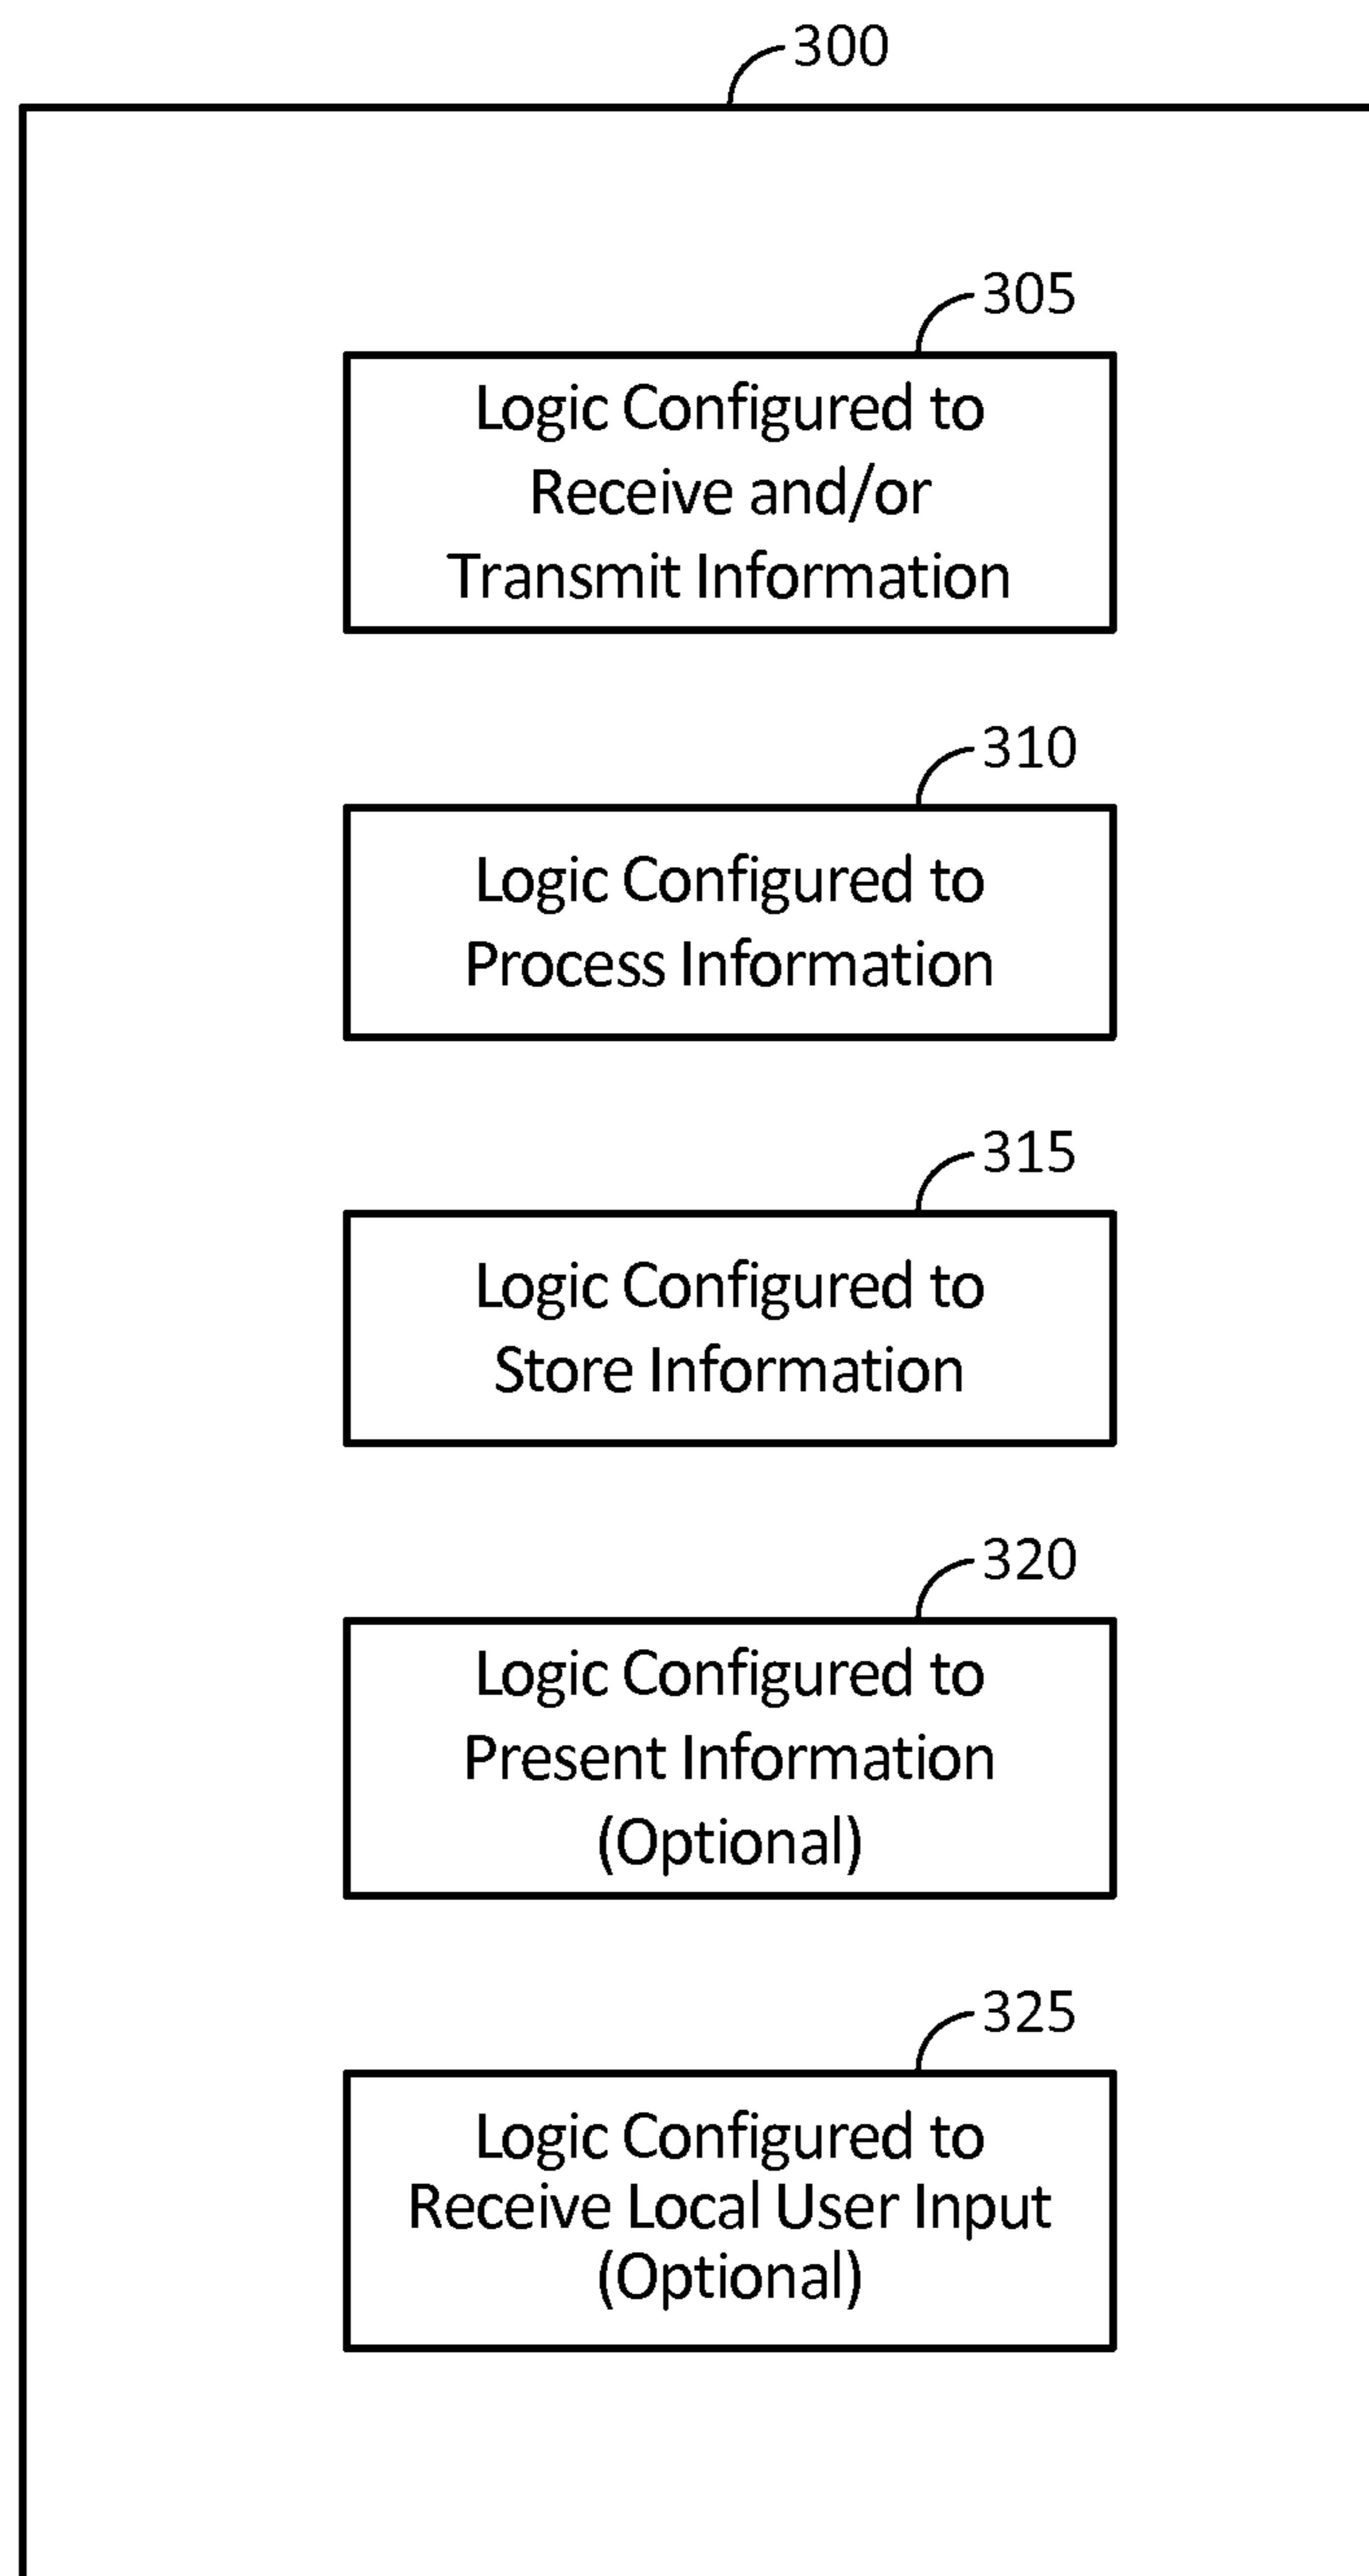 300
305
Logic Configured to
Receive and/or
Transmit Information
310
Logic Configured to
Process Information
315
Logic Configured to
Store Information
320
Logic Configured to
Present Information
(Optional)
325
Logic Configured to
Receive Local User Input
(Optional)